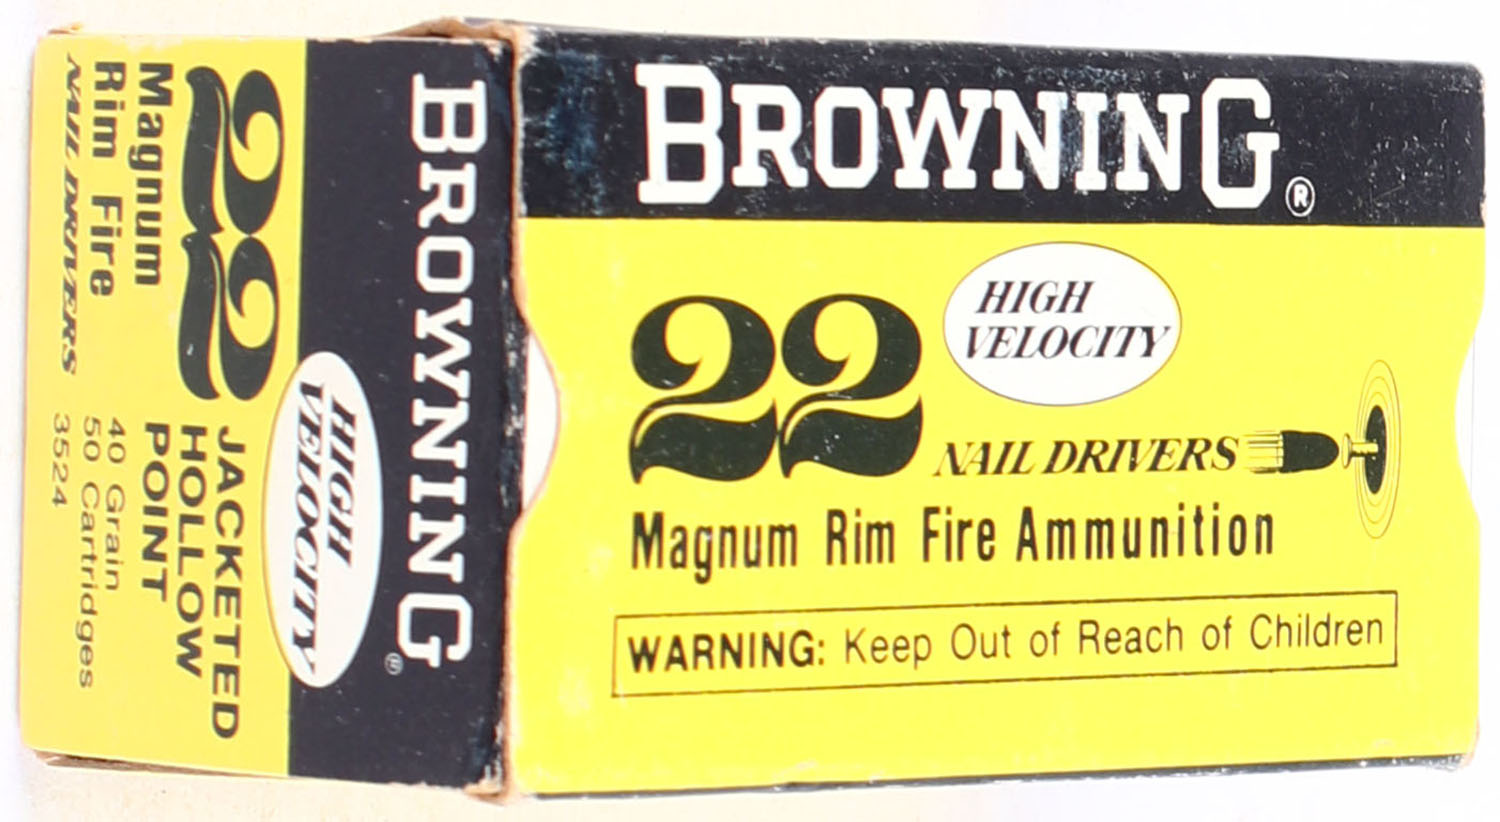 BROWNING®
HIGH
VELOCITY
22
NAIL DRIVERS
Magnum Rim Fire Ammunition
WARNING: Keep Out of Reach of Children
BROWNING®
HIGH
VELOCITY
22
Magnum
Rim Fire
NAIL DRIVERS
JACKETED
HOLLOW
POINT
40 Grain
50 Cartridges
3524